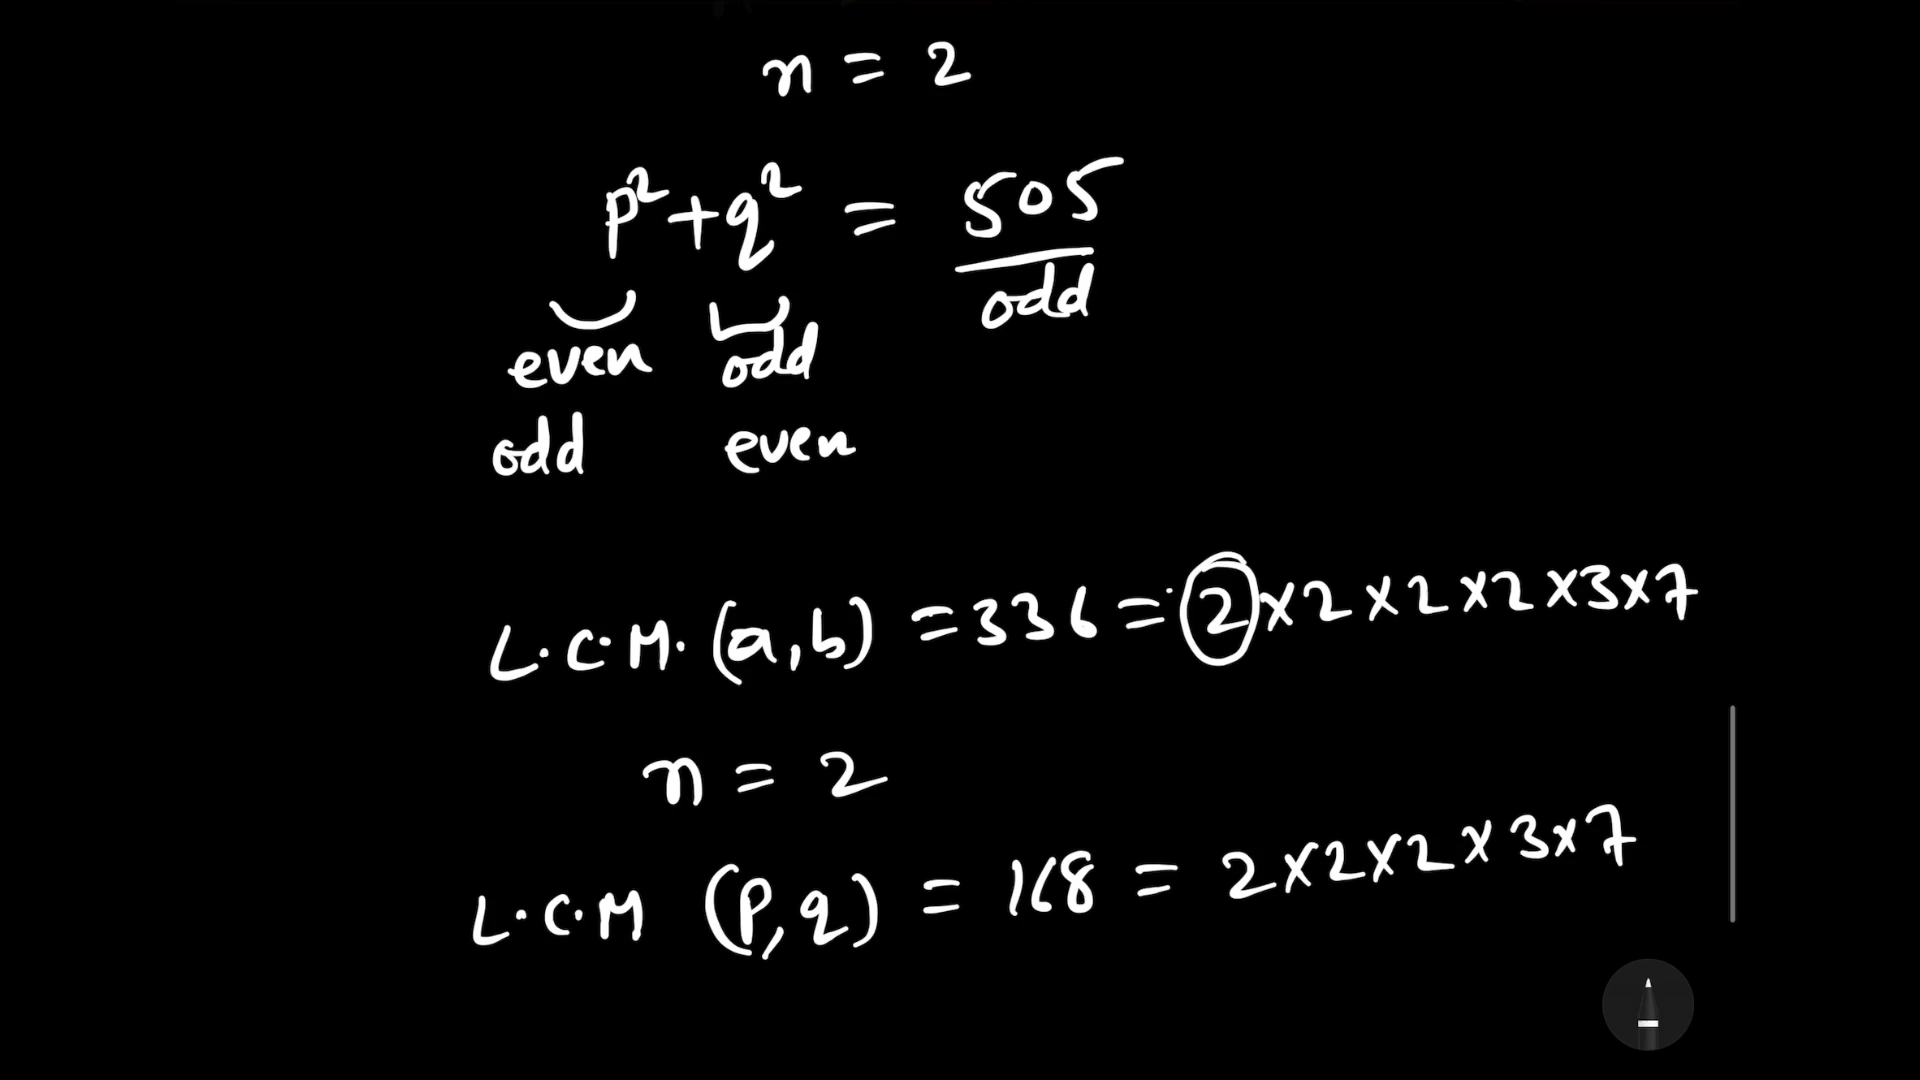 n = 2
p²+q² = 505
odd
even odd
odd even
L.C.M. (a,b) = 336 = 2×2×2×2×3×7
n = 2
L.C.M (p,q) = 168 = 2×2×2×3×7